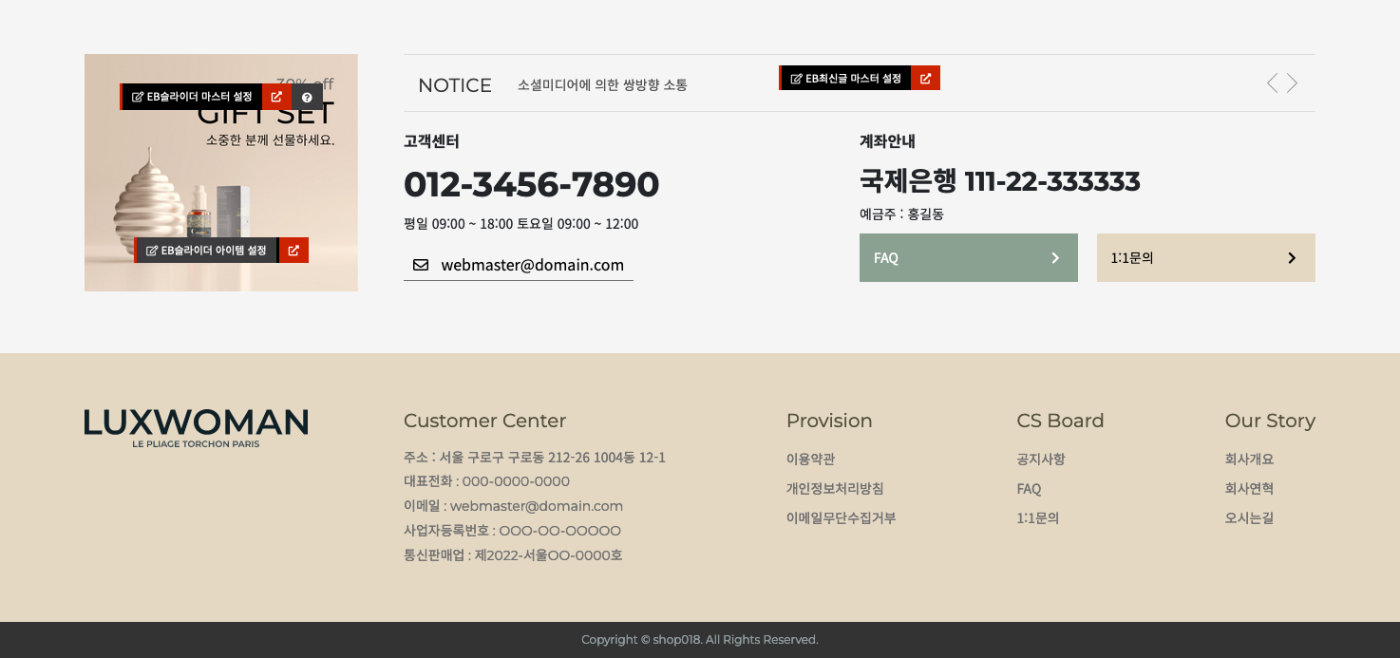 30% off
EB슬라이더 마스터 설정
GIFT SET
소중한 분께 선물하세요.
EB슬라이더 아이템 설정
NOTICE 소셜미디어에 의한 쌍방향 소통
EB최신글 마스터 설정
고객센터
012-3456-7890
평일 09:00 ~ 18:00 토요일 09:00 ~ 12:00
webmaster@domain.com
계좌안내
국제은행 111-22-333333
예금주 : 홍길동
FAQ
1:1문의
LUXWOMAN
LE PLIAGE TORCHON PARIS
Customer Center
주소 : 서울 구로구 구로동 212-26 1004동 12-1
대표전화 : 000-0000-0000
이메일 : webmaster@domain.com
사업자등록번호 : OOO-OO-OOOOO
통신판매업 : 제2022-서울OO-0000호
Provision
이용약관
개인정보처리방침
이메일무단수집거부
CS Board
공지사항
FAQ
1:1문의
Our Story
회사개요
회사연혁
오시는길
Copyright © shop018. All Rights Reserved.